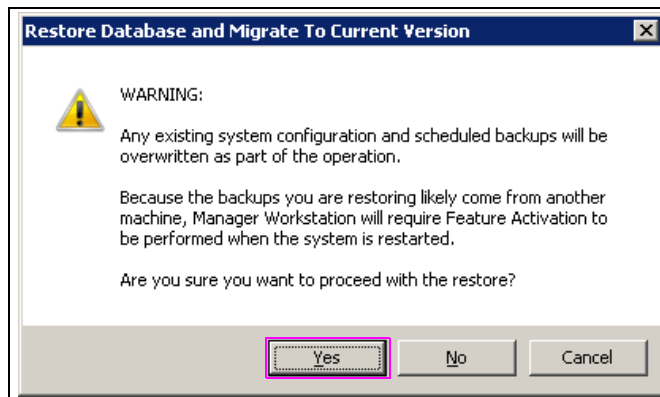 Restore Database and Migrate To Current Version
WARNING:
Any existing system configuration and scheduled backups will be
overwritten as part of the operation.
Because the backups you are restoring likely come from another
machine, Manager Workstation will require Feature Activation to
be performed when the system is restarted.
Are you sure you want to proceed with the restore?
Yes No Cancel